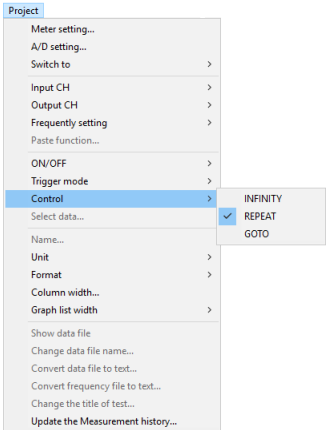 Project
Meter setting...
A/D setting...
Switch to
Input CH
Output CH
Frequently setting
Paste function...
ON/OFF
Trigger mode
Control
INFINITY
REPEAT
GOTO
Select data...
Name...
Unit
Format
Column width...
Graph list width
Show data file
Change data file name...
Convert data file to text...
Convert frequency file to text...
Change the title of test...
Update the Measurement history...